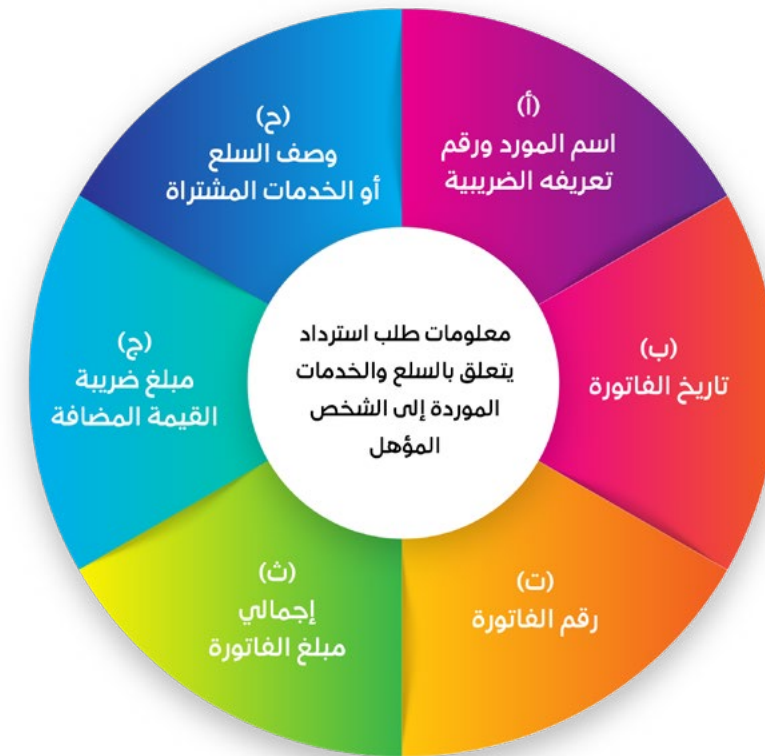 معلومات طلب استرداد
يتعلق بالسلع والخدمات
الموردة إلى الشخص
المؤهل
(أ)
اسم المورد ورقم
تعريفه الضريبية
(ب)
تاريخ الفاتورة
(ت)
رقم الفاتورة
(ث)
إجمالي
مبلغ الفاتورة
(ج)
مبلغ ضريبة
القيمة المضافة
(ح)
وصف السلع
أو الخدمات المشتراة